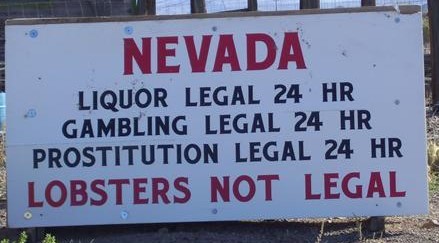 NEVADA
LIQUOR LEGAL 24 HR
GAMBLING LEGAL 24 HR
PROSTITUTION LEGAL 24 HR
LOBSTERS NOT LEGAL